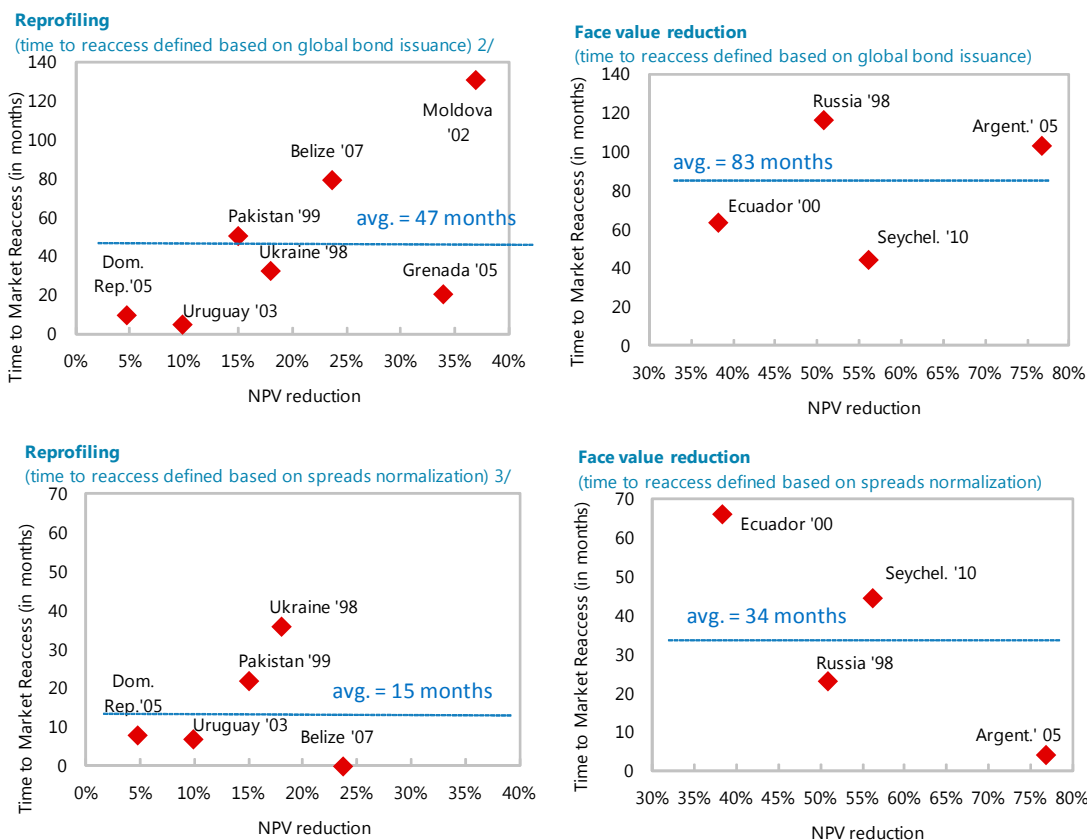 Reprofiling
(time to reaccess defined based on global bond issuance) 2/
Time to Market Reaccess (in months)
140
120
100
80
60
40
20
0
Moldova
'02
Belize '07
Pakistan '99
avg. = 47 months
Ukraine '98
Dom.
Rep.'05
Grenada '05
Uruguay '03
0% 5% 10% 15% 20% 25% 30% 35% 40%
NPV reduction
Face value reduction
(time to reaccess defined based on global bond issuance)
Time to Market Reaccess (in months)
140
120
100
80
60
40
20
0
Russia '98
Argent.' 05
avg. = 83 months
Ecuador '00
Seychel. '10
30% 35% 40% 45% 50% 55% 60% 65% 70% 75% 80%
NPV reduction
Reprofiling
(time to reaccess defined based on spreads normalization) 3/
Time to Market Reaccess (in months)
70
60
50
40
30
20
10
0
Ukraine '98
Pakistan '99
Dom.
Rep.'05
avg. = 15 months
Uruguay '03
Belize '07
0% 5% 10% 15% 20% 25% 30% 35% 40%
NPV reduction
Face value reduction
(time to reaccess defined based on spreads normalization)
Time to Market Reaccess (in months)
70
60
50
40
30
20
10
0
Ecuador '00
Seychel. '10
avg. = 34 months
Russia '98
Argent.' 05
30% 35% 40% 45% 50% 55% 60% 65% 70% 75% 80%
NPV reduction